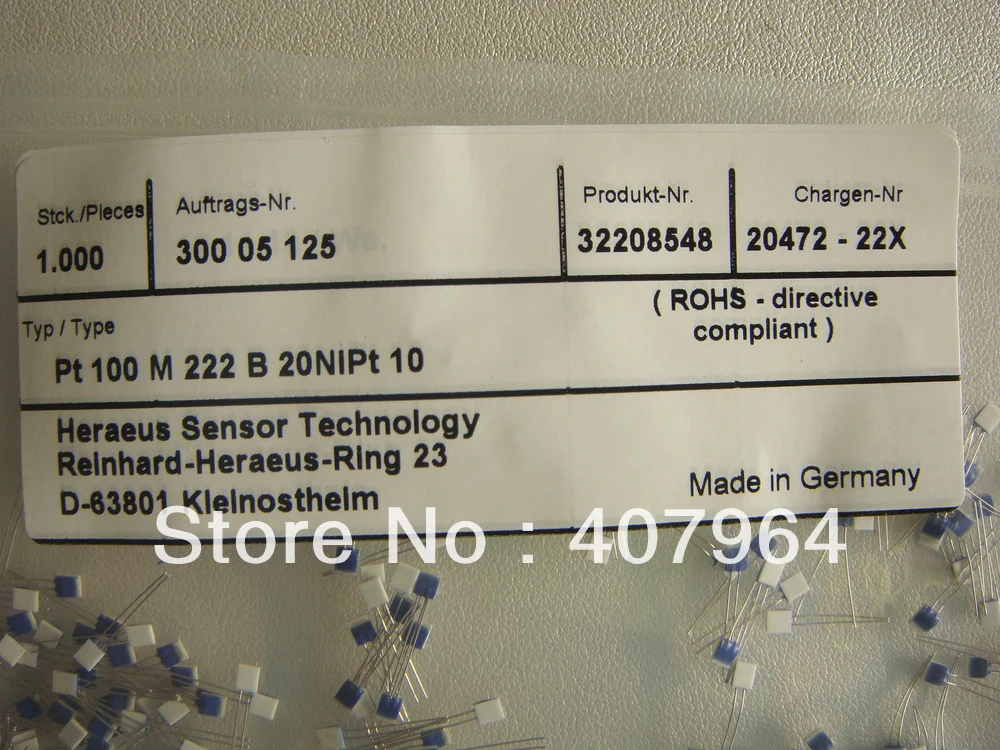 Stck./Pieces
1.000
Auftrags-Nr.
300 05 125
Produkt-Nr.
32208548
Chargen-Nr
20472 - 22X
Typ / Type
Pt 100 M 222 B 20NiPt 10
( ROHS - directive
compliant )
Heraeus Sensor Technology
Reinhard-Heraeus-Ring 23
D-63801 Kleinostheim
Made in Germany
Store No : 407964